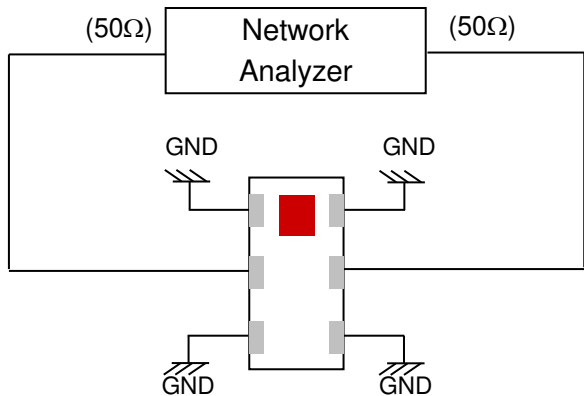 (50Ω)
Network
Analyzer
(50Ω)
GND
GND
GND
GND